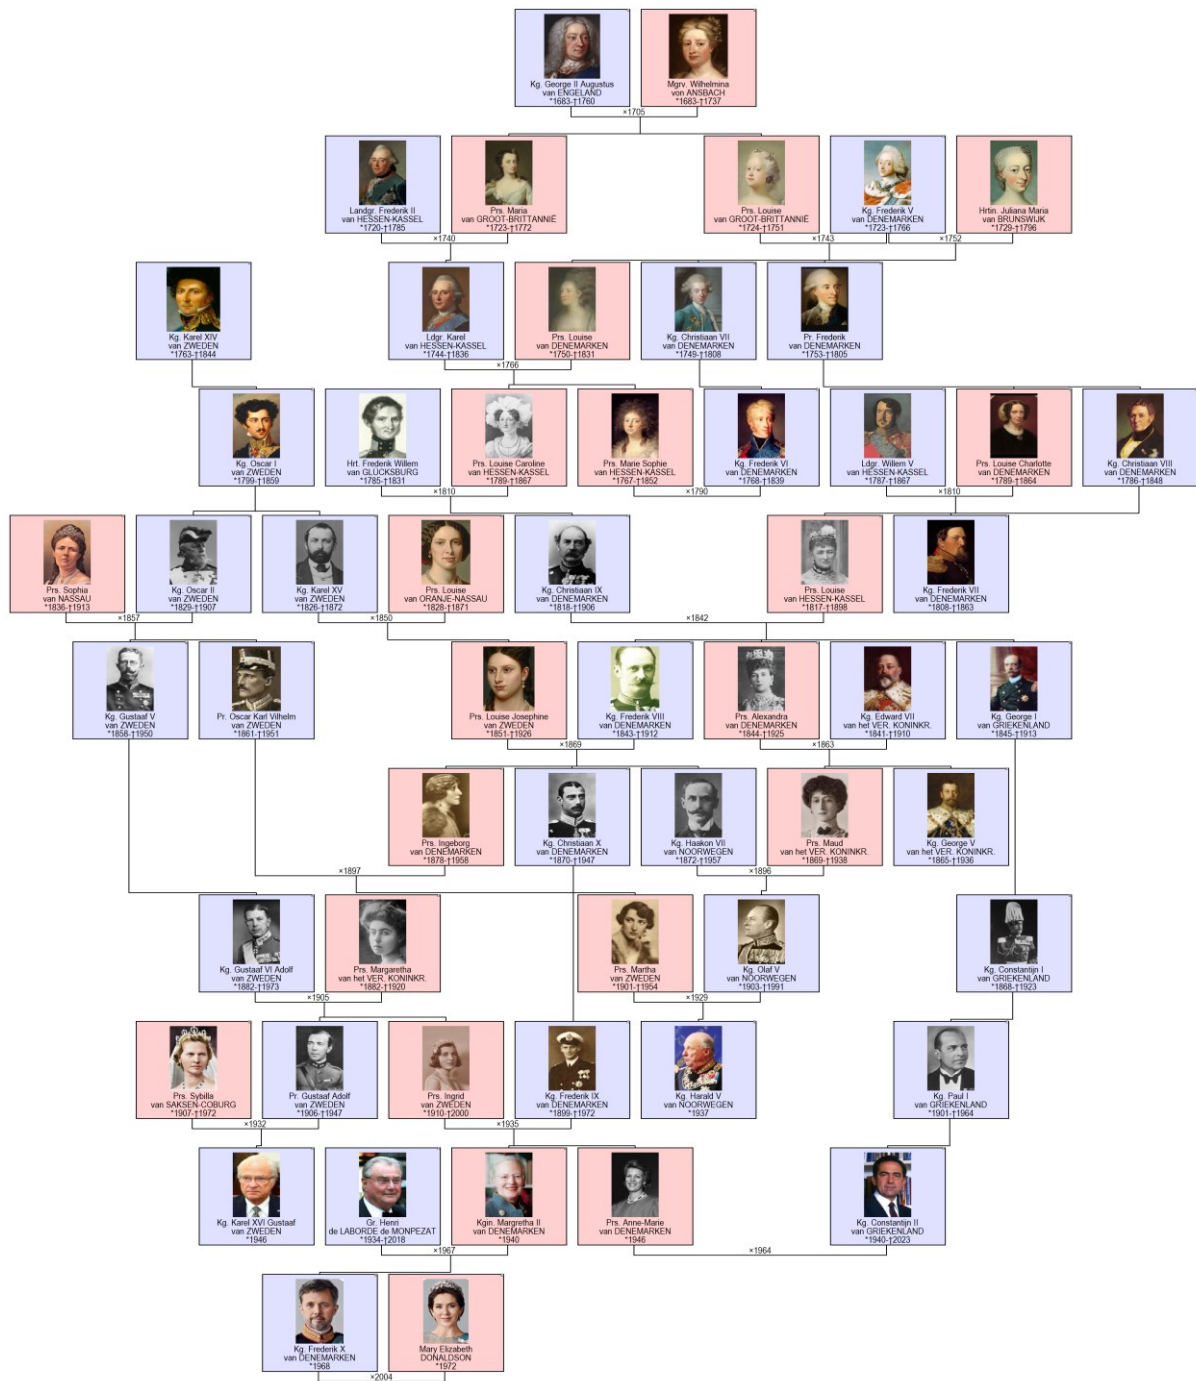 Kg. George II Augustus
van ENGELAND
*1683-†1760
Mgrv. Wilhelmina
von ANSBACH
*1683-†1737
×1705
Landgr. Frederik II
van HESSEN-KASSEL
*1720-†1785
Prs. Maria
van GROOT-BRITTANNIË
*1723-†1772
Prs. Louise
van GROOT-BRITTANNIË
*1724-†1751
Kg. Frederik V
van DENEMARKEN
*1723-†1766
Hrtin. Juliana Maria
van BRUNSWIJK
*1729-†1796
×1740
×1743
×1752
Kg. Karel XIV
van ZWEDEN
*1763-†1844
Ldgr. Karel
van HESSEN-KASSEL
*1744-†1836
Prs. Louise
van DENEMARKEN
*1750-†1831
Kg. Christiaan VII
van DENEMARKEN
*1749-†1808
Pr. Frederik
van DENEMARKEN
*1753-†1805
×1766
Kg. Oscar I
van ZWEDEN
*1799-†1859
Hrt. Frederik Willem
van GLÜCKSBURG
*1785-†1831
Prs. Louise Caroline
van HESSEN-KASSEL
*1789-†1867
Prs. Marie Sophie
van HESSEN-KASSEL
*1767-†1852
Kg. Frederik VI
van DENEMARKEN
*1768-†1839
Ldgr. Willem V
van HESSEN-KASSEL
*1787-†1867
Prs. Louise Charlotte
van DENEMARKEN
*1789-†1864
Kg. Christiaan VIII
van DENEMARKEN
*1786-†1848
×1810
×1790
×1810
Prs. Sophia
van NASSAU
*1836-†1913
Kg. Oscar II
van ZWEDEN
*1829-†1907
Kg. Karel XV
van ZWEDEN
*1826-†1872
Prs. Louise
van ORANJE-NASSAU
*1828-†1871
Kg. Christiaan IX
van DENEMARKEN
*1818-†1906
Prs. Louise
van HESSEN-KASSEL
*1817-†1898
Kg. Frederik VII
van DENEMARKEN
*1808-†1863
×1857
×1850
×1842
Kg. Gustaaf V
van ZWEDEN
*1858-†1950
Pr. Oscar Karl Vilhelm
van ZWEDEN
*1861-†1951
Prs. Louise Josephine
van ZWEDEN
*1851-†1926
Kg. Frederik VIII
van DENEMARKEN
*1843-†1912
Prs. Alexandra
van DENEMARKEN
*1844-†1925
Kg. Edward VII
van het VER. KONINKR.
*1841-†1910
Kg. George I
van GRIEKENLAND
*1845-†1913
×1869
×1863
Prs. Ingeborg
van DENEMARKEN
*1878-†1958
Kg. Christiaan X
van DENEMARKEN
*1870-†1947
Kg. Haakon VII
van NOORWEGEN
*1872-†1957
Prs. Maud
van het VER. KONINKR.
*1869-†1938
Kg. George V
van het VER. KONINKR.
*1865-†1936
×1897
×1896
Kg. Gustaaf VI Adolf
van ZWEDEN
*1882-†1973
Prs. Margaretha
van het VER. KONINKR.
*1882-†1920
Prs. Martha
van ZWEDEN
*1901-†1954
Kg. Olaf V
van NOORWEGEN
*1903-†1991
Kg. Constantijn I
van GRIEKENLAND
*1868-†1923
×1905
×1929
Prs. Sybilla
van SAKSEN-COBURG
*1907-†1972
Pr. Gustaaf Adolf
van ZWEDEN
*1906-†1947
Prs. Ingrid
van ZWEDEN
*1910-†2000
Kg. Frederik IX
van DENEMARKEN
*1899-†1972
Kg. Harald V
van NOORWEGEN
*1937
Kg. Paul I
van GRIEKENLAND
*1901-†1964
×1932
×1935
Kg. Karel XVI Gustaaf
van ZWEDEN
*1946
Gr. Henri
de LABORDE de MONPEZAT
*1934-†2018
Kgin. Margretha II
van DENEMARKEN
*1940
Prs. Anne-Marie
van DENEMARKEN
*1946
Kg. Constantijn II
van GRIEKENLAND
*1940-†2023
×1967
×1964
Kg. Frederik X
van DENEMARKEN
*1968
Mary Elizabeth
DONALDSON
*1972
×2004